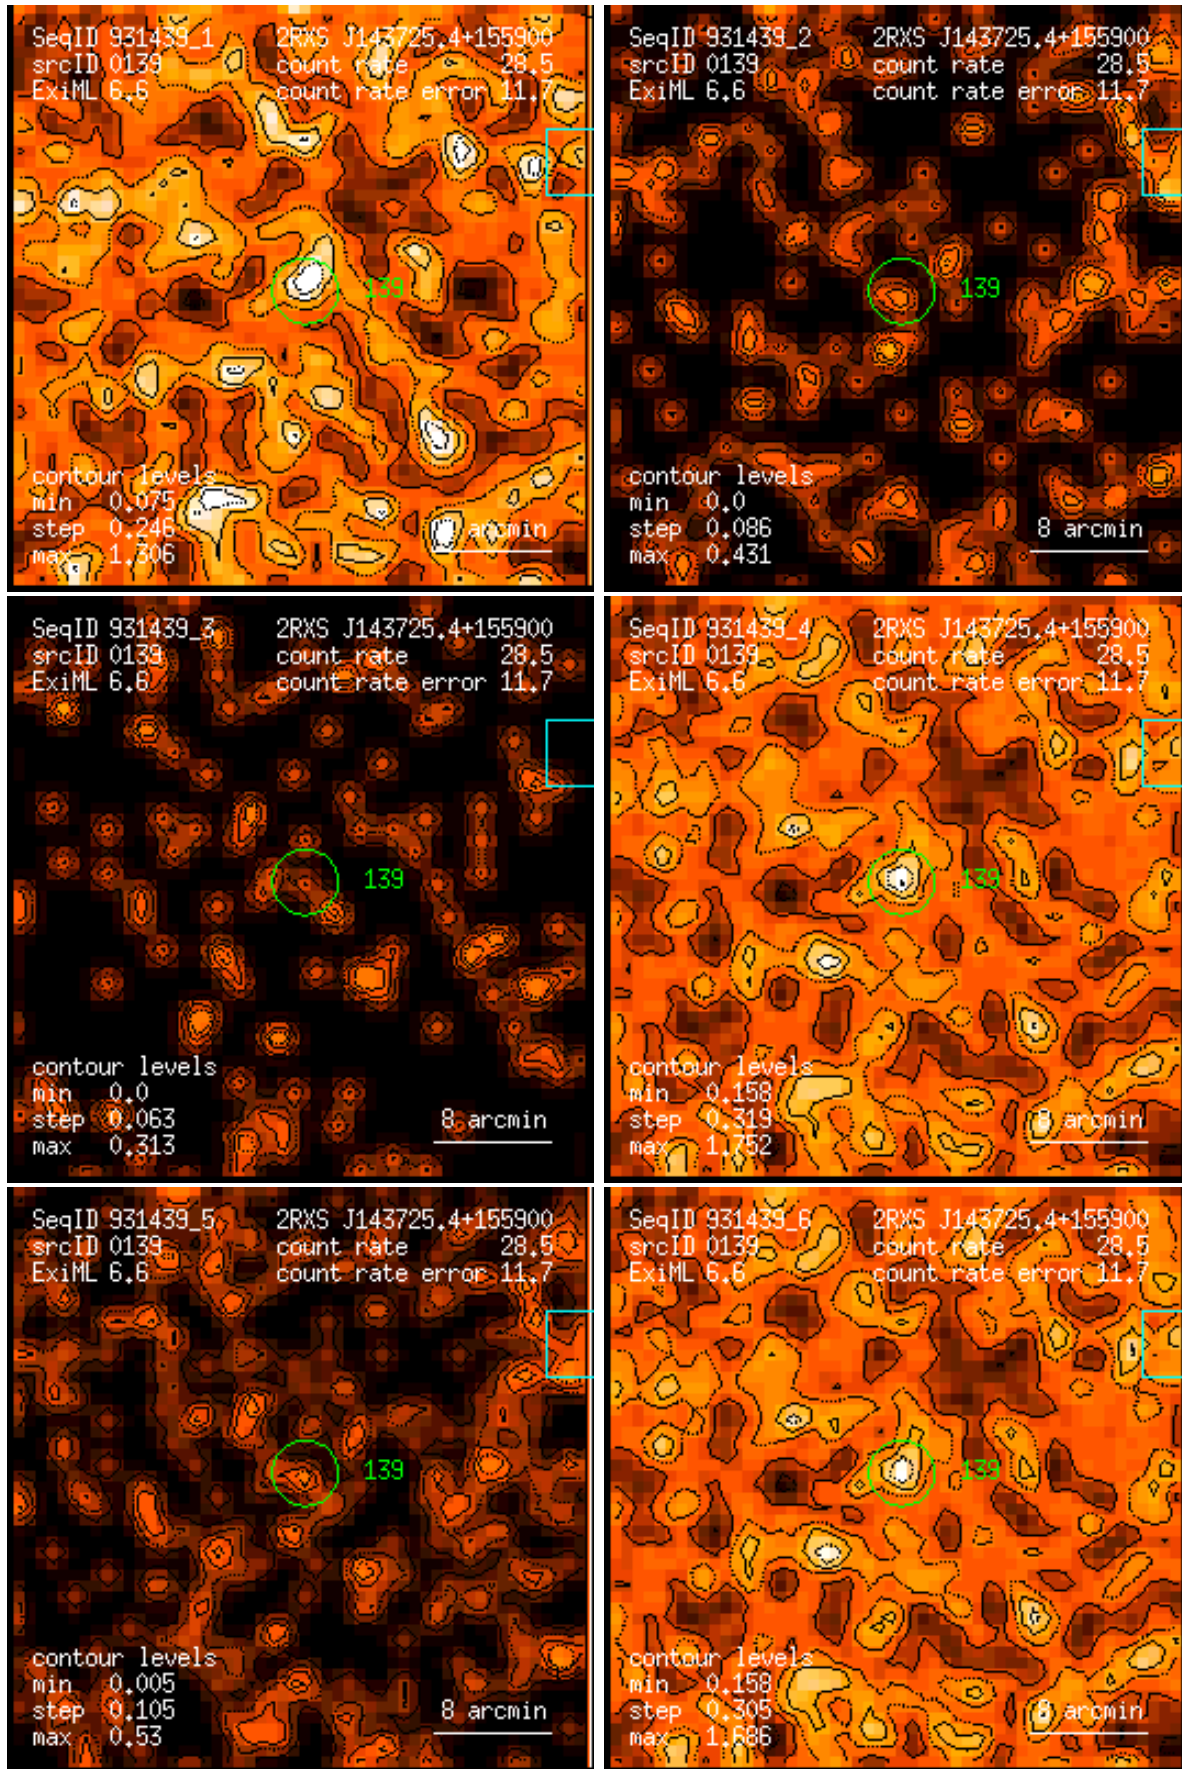 SeqID 931439_1 2RXS J143725.4+155900
srcID 0139 count rate 28.5
ExiML 6.6 count rate error 11.7
139
contour levels
min 0.075
step 0.246 8 arcmin
max 1.306
SeqID 931439_2 2RXS J143725.4+155900
srcID 0139 count rate 28.5
ExiML 6.6 count rate error 11.7
139
contour levels
min 0.0
step 0.086 8 arcmin
max 0.431
SeqID 931439_3 2RXS J143725.4+155900
srcID 0139 count rate 28.5
ExiML 6.6 count rate error 11.7
139
contour levels
min 0.0
step 0.063 8 arcmin
max 0.313
SeqID 931439_4 2RXS J143725.4+155900
srcID 0139 count rate 28.5
ExiML 6.6 count rate error 11.7
139
contour levels
min 0.158
step 0.319 8 arcmin
max 1.752
SeqID 931439_5 2RXS J143725.4+155900
srcID 0139 count rate 28.5
ExiML 6.6 count rate error 11.7
139
contour levels
min 0.005
step 0.105 8 arcmin
max 0.53
SeqID 931439_6 2RXS J143725.4+155900
srcID 0139 count rate 28.5
ExiML 6.6 count rate error 11.7
139
contour levels
min 0.158
step 0.305 8 arcmin
max 1.686